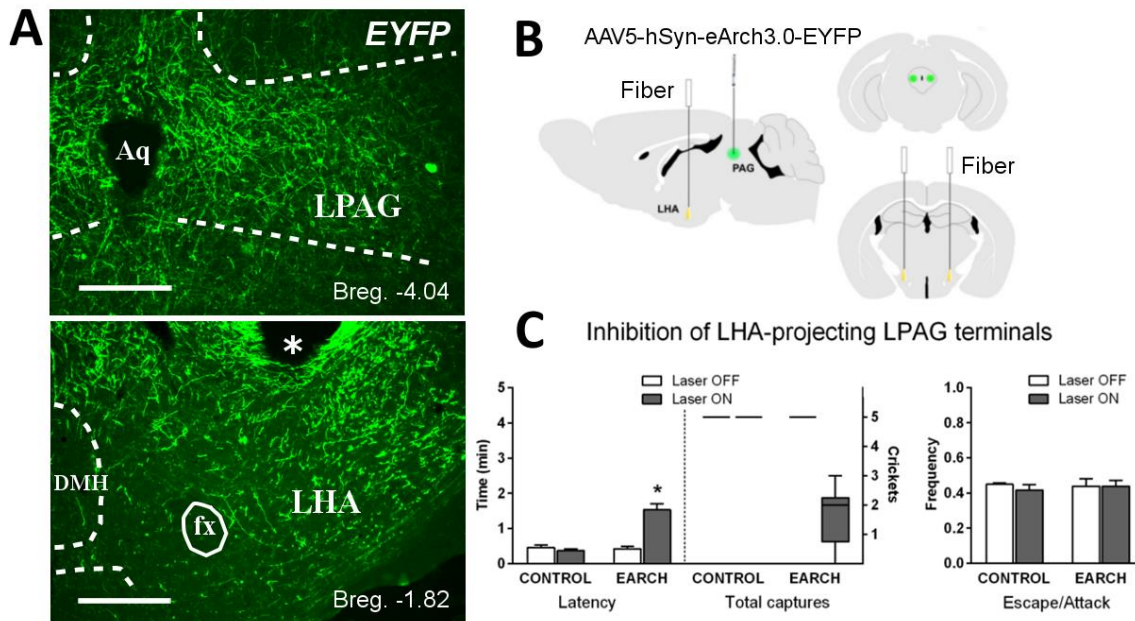 A
EYFP
Aq
LPAG
Breg. -4.04
*
DMH
fx
LHA
Breg. -1.82
B
AAV5-hSyn-eArch3.0-EYFP
Fiber
PAG
LHA
Fiber
C
Inhibition of LHA-projecting LPAG terminals
Laser OFF
Laser ON
5
4
3
2
1
0
Time (min)
*
5
4
3
2
1
Crickets
CONTROL EARCH CONTROL EARCH
Latency Total captures
Laser OFF
Laser ON
1.0
0.8
0.6
0.4
0.2
0.0
Frequency
CONTROL EARCH
Escape/Attack